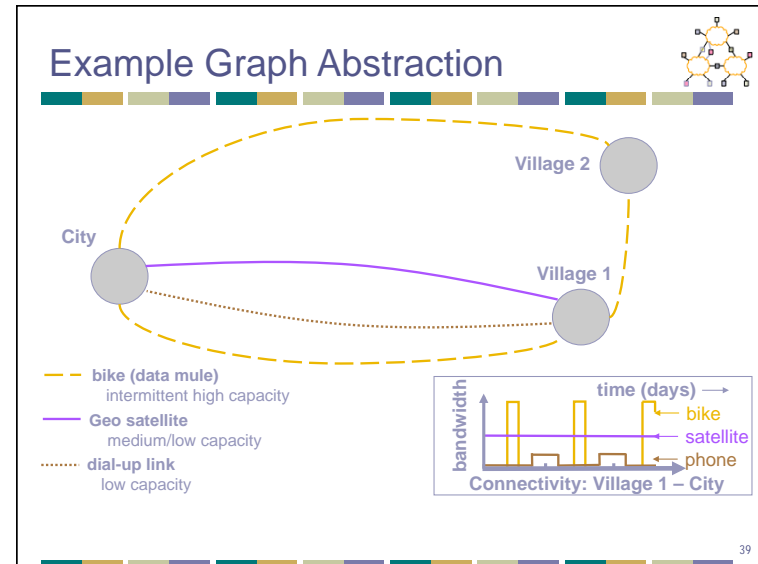 Example Graph Abstraction
Village 2
City
Village 1
bike (data mule)
intermittent high capacity
Geo satellite
medium/low capacity
dial-up link
low capacity
bandwidth
time (days)
bike
satellite
phone
Connectivity: Village 1 – City
39